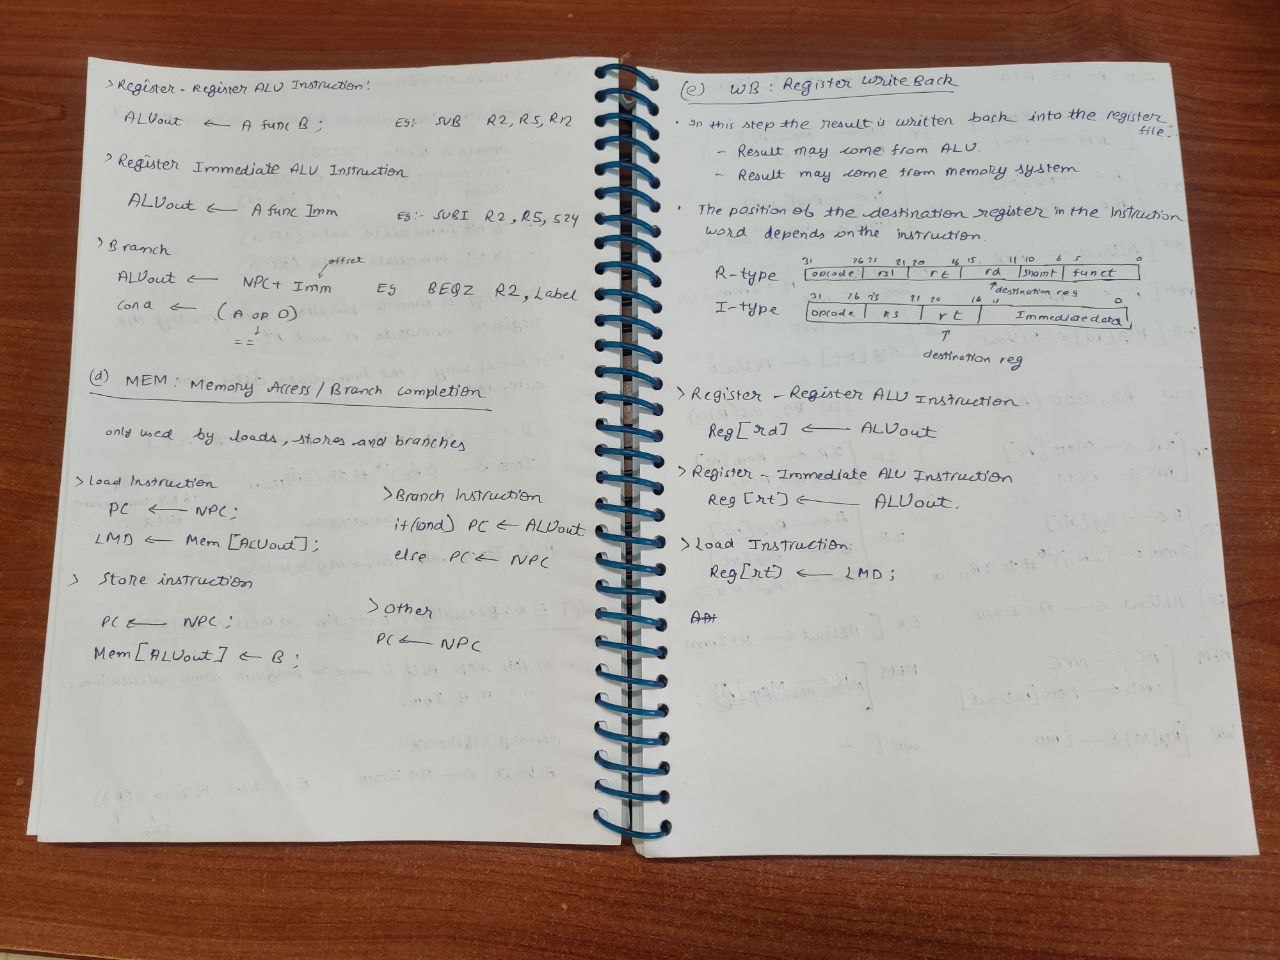 > Register - Register ALU Instruction:
ALUout ← A func B ; Eg:- SUB R2, R5, R12
> Register Immediate ALU Instruction
ALUout ← A func Imm Eg:- SUBI R2, R5, 524
> Branch
offset
ALUout ← NPC+ Imm Eg BEQZ R2, Label
cond ← (A op 0)
==
(d) MEM : Memory Access / Branch completion
only used by loads, stores and branches
> Load Instruction
PC ← NPC ;
LMD ← Mem [ALUout] ;
> Store instruction
PC ← NPC ;
Mem [ALUout] ← B ;
> Branch instruction
if (cond) PC ← ALUout
else PC ← NPC
> Other
PC ← NPC
(e) WB : Register Write Back
· In this step the result is written back into the register
file.
- Result may come from ALU.
- Result may come from memory system
· The position of the destination register in the instruction
word depends on the instruction.
31 26 25 21 20 16 15 11 10 6 5 0
R-type opcode rs1 rt rd shamt funct
destination reg
31 26 25 21 20 16 15 0
I-type opcode rs rt Immediate data
destination reg
> Register - Register ALU Instruction
Reg [rd] ← ALUout
> Register - Immediate ALU Instruction
Reg [rt] ← ALUout.
> Load Instruction
Reg [rt] ← LMD ;